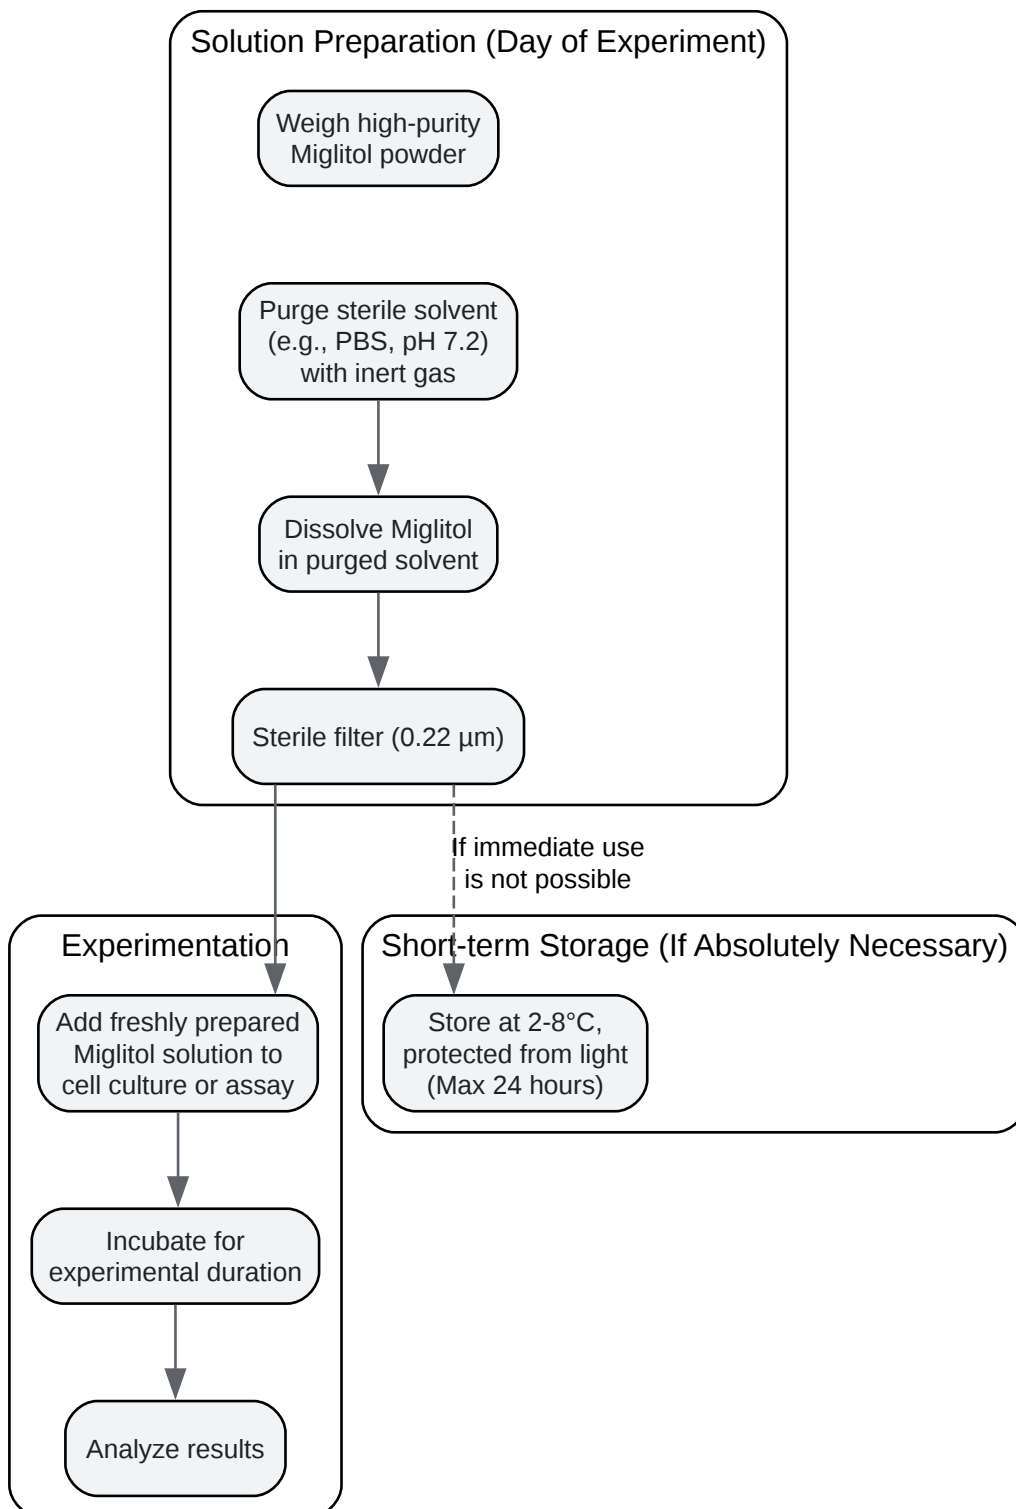 Solution Preparation (Day of Experiment)
Weigh high-purity
Miglitol powder
Purge sterile solvent
(e.g., PBS, pH 7.2)
with inert gas
Dissolve Miglitol
in purged solvent
Sterile filter (0.22 µm)
If immediate use
is not possible
Experimentation
Add freshly prepared
Miglitol solution to
cell culture or assay
Incubate for
experimental duration
Analyze results
Short-term Storage (If Absolutely Necessary)
Store at 2-8°C,
protected from light
(Max 24 hours)